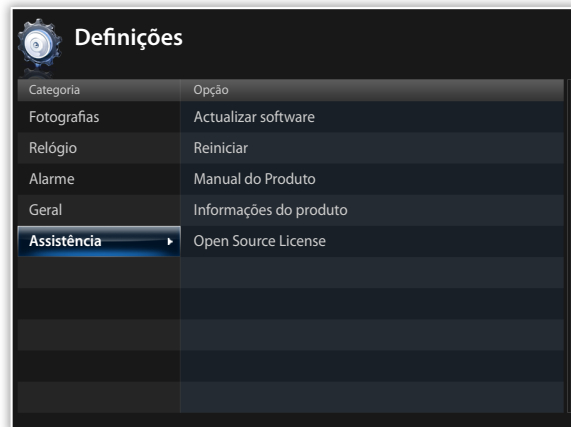 Definições
Categoria Opção
Fotografias Actualizar software
Relógio Reiniciar
Alarme Manual do Produto
Geral Informações do produto
Assistência Open Source License